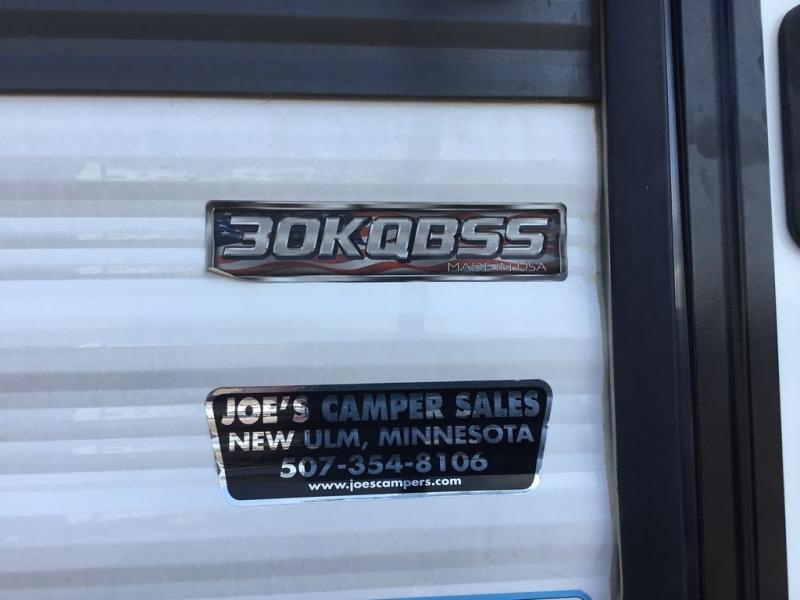 30KQBSS
MADE IN USA
JOE'S CAMPER SALES
NEW ULM, MINNESOTA
507-354-8106
www.joescampers.com